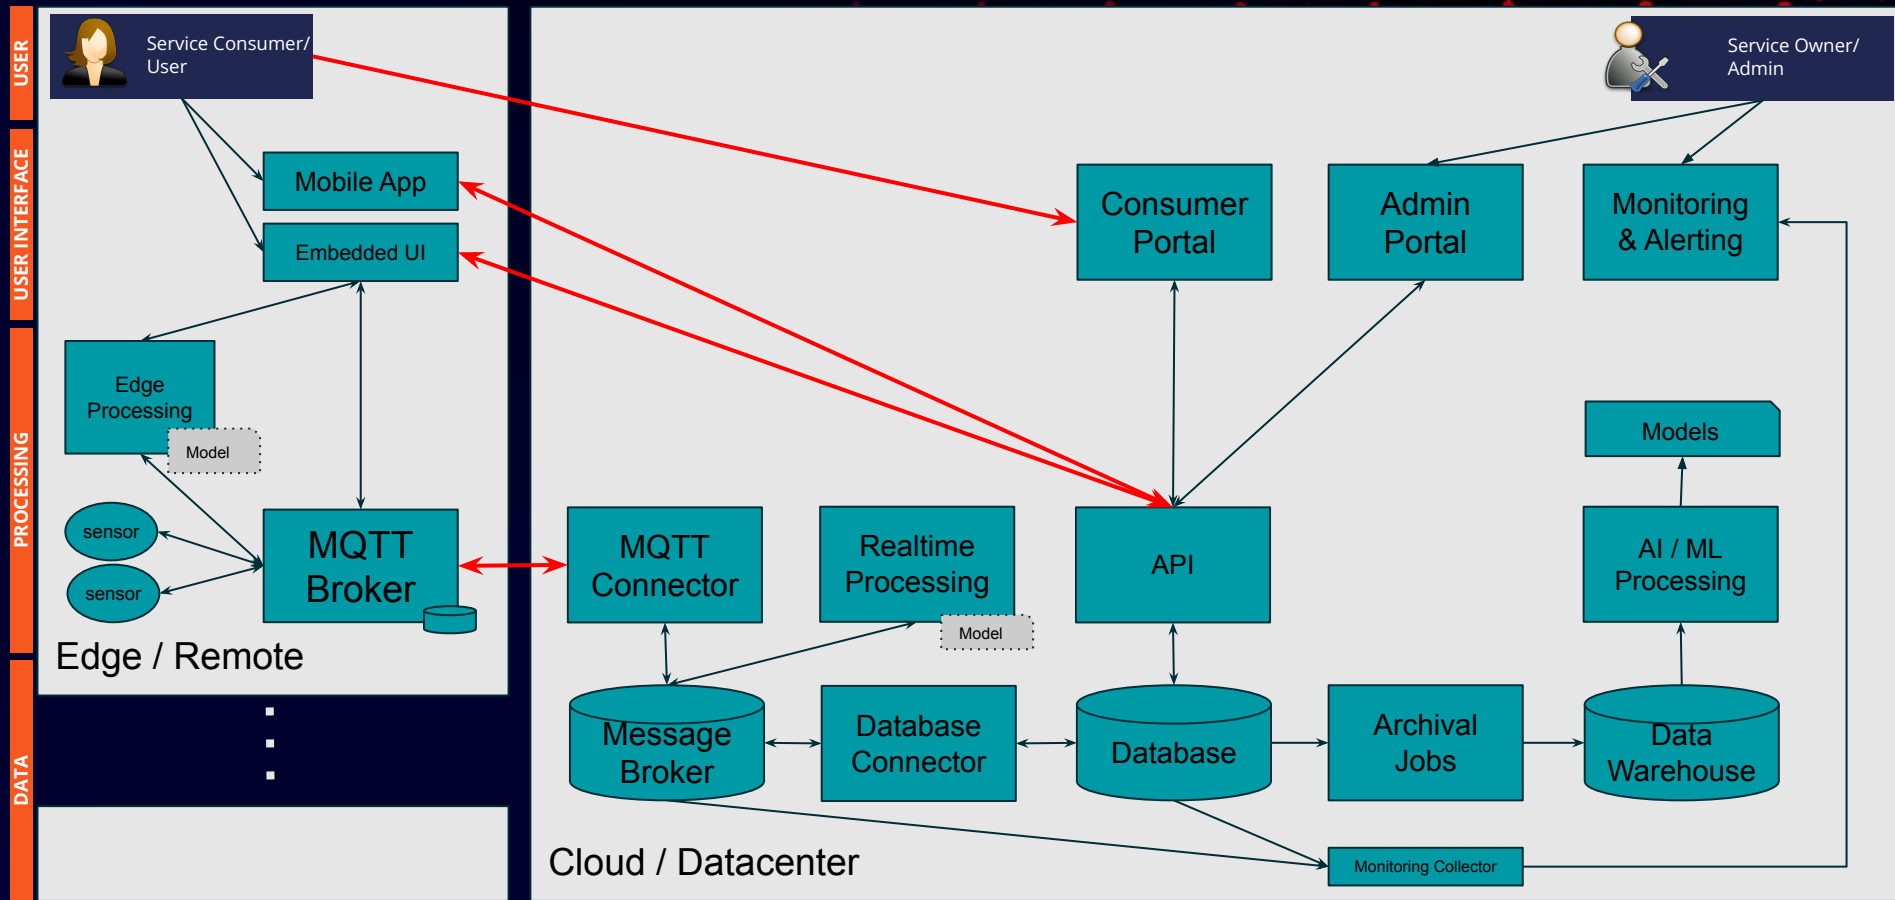 USER
USER INTERFACE
PROCESSING
DATA
Service Consumer/
User
Mobile App
Embedded UI
Edge
Processing
Model
sensor
sensor
MQTT
Broker
Edge / Remote
Service Owner/
Admin
Consumer
Portal
Admin
Portal
Monitoring
& Alerting
Models
MQTT
Connector
Realtime
Processing
Model
API
AI / ML
Processing
Message
Broker
Database
Connector
Database
Archival
Jobs
Data
Warehouse
Cloud / Datacenter
Monitoring Collector